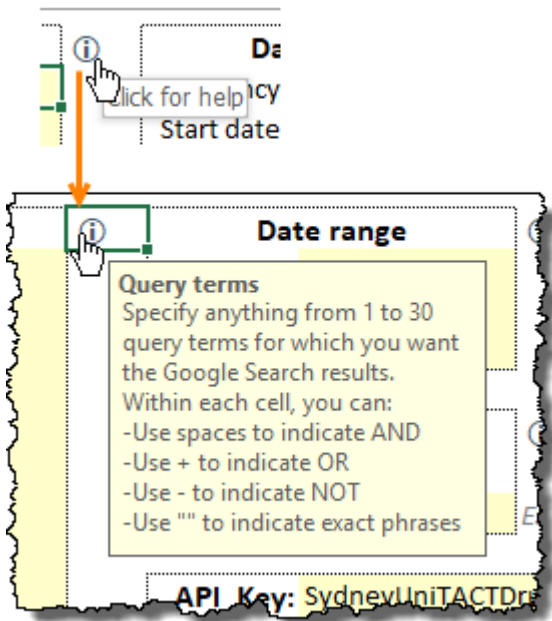 Da
Click for help
ncy
Start date
Date range
Query terms
Specify anything from 1 to 30
query terms for which you want
the Google Search results.
Within each cell, you can:
-Use spaces to indicate AND
-Use + to indicate OR
-Use - to indicate NOT
-Use "" to indicate exact phrases
E
API Key: SydneyUniTACTDr